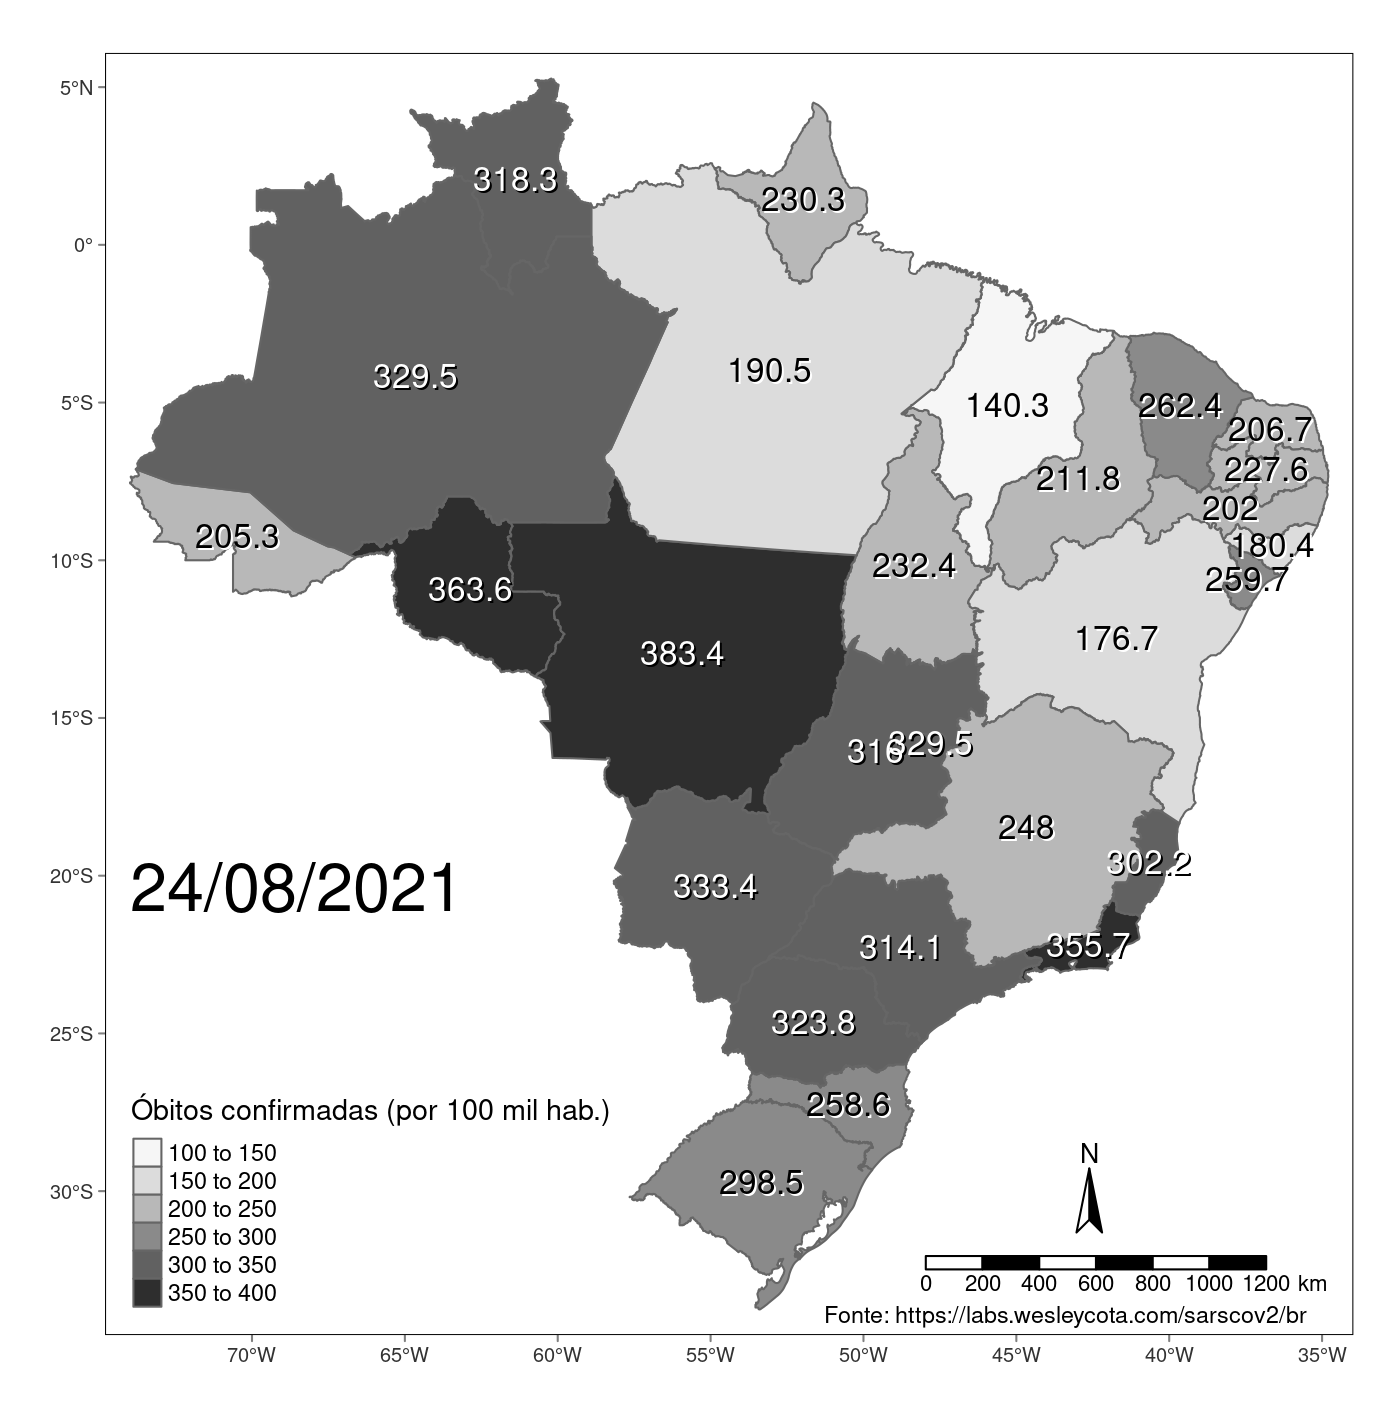 5°N
318.3
230.3
0°
329.5
190.5
5°S
140.3
262.4
206.7
227.6
211.8
202
205.3
180.4
10°S
232.4
259.7
363.6
176.7
383.4
15°S
316
329.5
248
302.2
20°S
24/08/2021
333.4
314.1
355.7
25°S
323.8
258.6
Óbitos confirmadas (por 100 mil hab.)
100 to 150
150 to 200
200 to 250
250 to 300
300 to 350
350 to 400
30°S
298.5
N
0 200 400 600 800 1000 1200 km
Fonte: https://labs.wesleycota.com/sarscov2/br
70°W 65°W 60°W 55°W 50°W 45°W 40°W 35°W